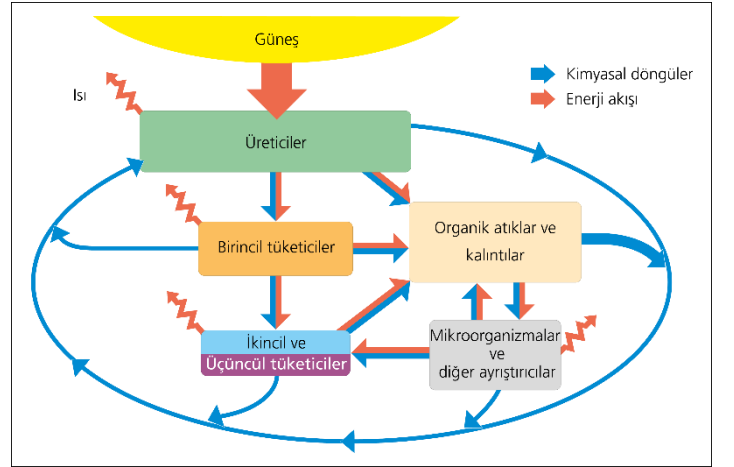 Güneş
Kimyasal döngüler
Enerji akışı
Isı
Üreticiler
Birincil tüketiciler
Organik atıklar ve
kalıntılar
İkincil ve
Üçüncül tüketiciler
Mikroorganizmalar
ve
diğer ayrıştırıcılar